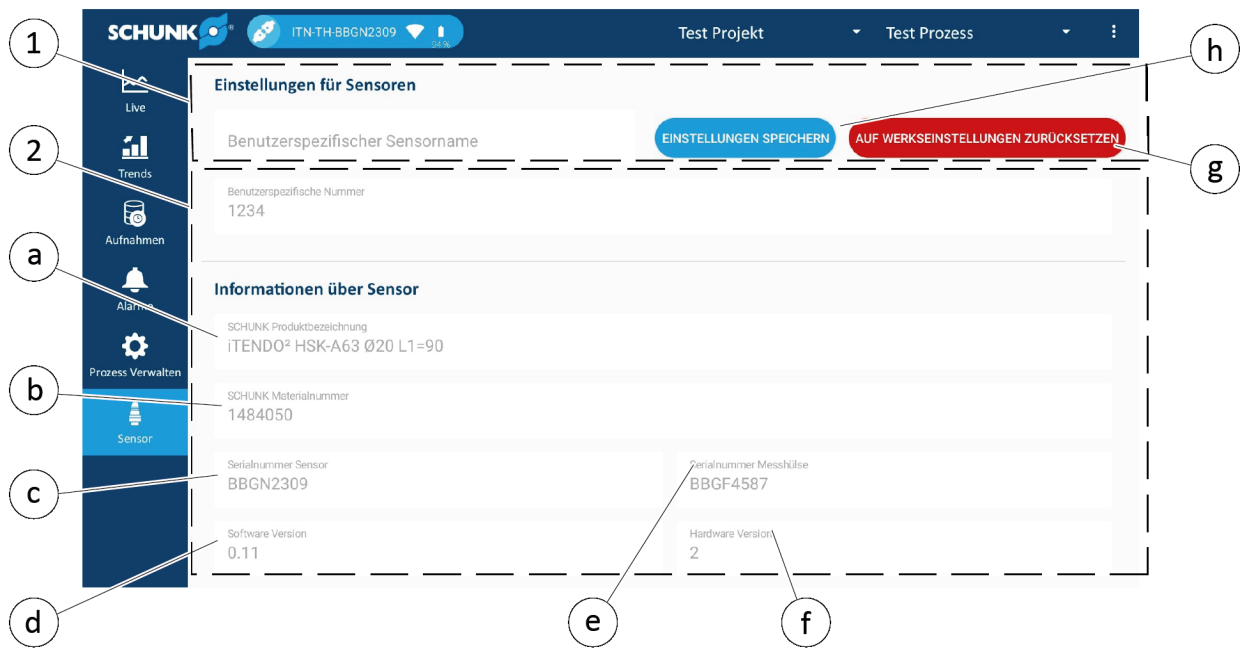 1
SCHUNK ® ITN-TH-BBGN2309 94% Test Projekt Test Prozess
h
Einstellungen für Sensoren
Live
Benutzerspezifischer Sensorname EINSTELLUNGEN SPEICHERN AUF WERKSEINSTELLUNGEN ZURÜCKSETZEN
2
g
Trends
Benutzerspezifische Nummer
1234
Aufnahmen
a
Informationen über Sensor
Alarme
SCHUNK Produktbezeichnung
iTENDO² HSK-A63 Ø20 L1=90
Prozess Verwalten
b
SCHUNK Materialnummer
1484050
Sensor
c
Serialnummer Sensor Serialnummer Messhülse
BBGN2309 BBGF4587
Software Version Hardware Version
0.11 2
d e f